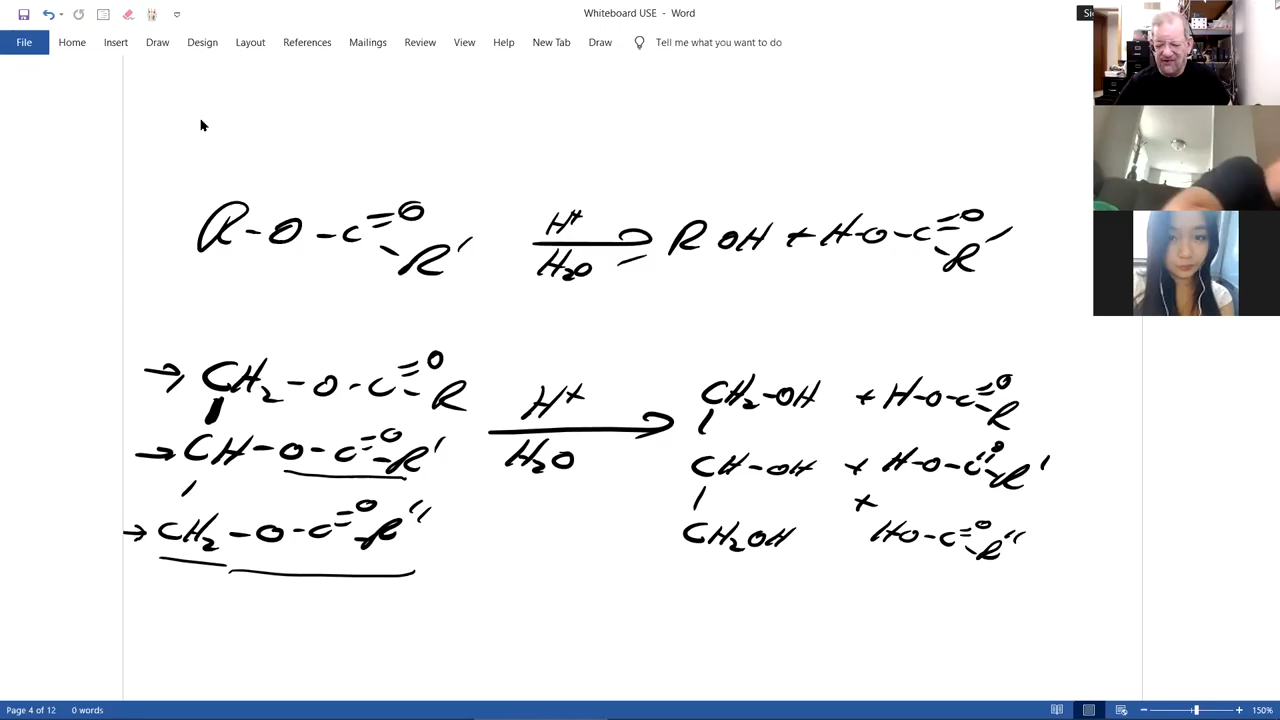 Whiteboard USE - Word
Si
File Home Insert Draw Design Layout References Mailings Review View Help New Tab Draw Tell me what you want to do
R-O-C=O R' H+ H2O ROH + H-O-C=O R'
→ CH2-O-C=O R H+ H2O CH2-OH + H-O-C=O R
→ CH-O-C=O R' CH-OH + H-O-C=O R'
+
→ CH2-O-C=O R'' CH2OH HO-C=O R''
Page 4 of 12 0 words 150%